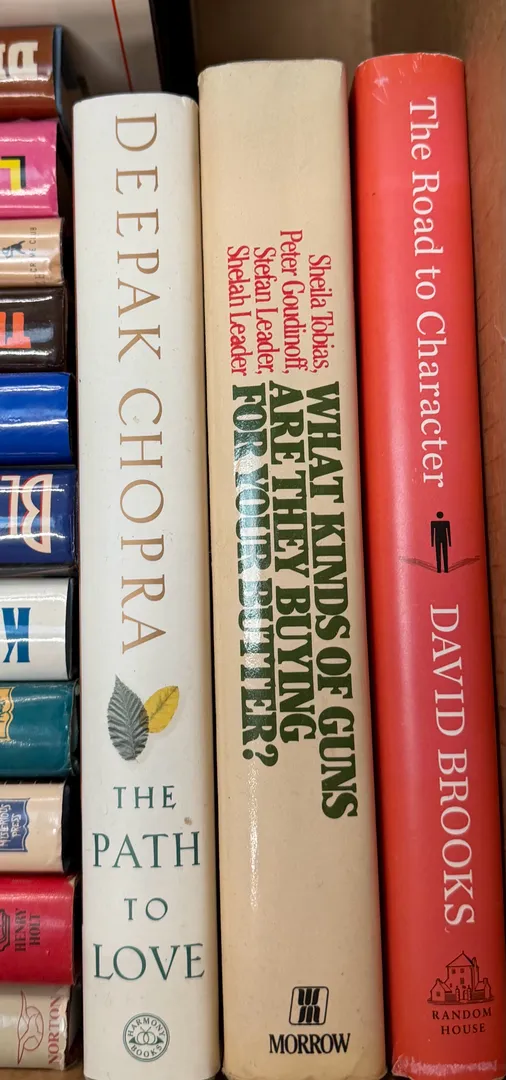 DEEPAK CHOPRA
THE
PATH
TO
LOVE
HARMONY
BOOKS
Sheila Tobias,
Peter Goudinoff,
Stefan Leader,
Shelah Leader
WHAT KINDS OF GUNS
ARE THEY BUYING
FOR YOUR BUTTER?
MORROW
The Road to Character
DAVID BROOKS
RANDOM
HOUSE
K
HENRY
HOLT
NORTON